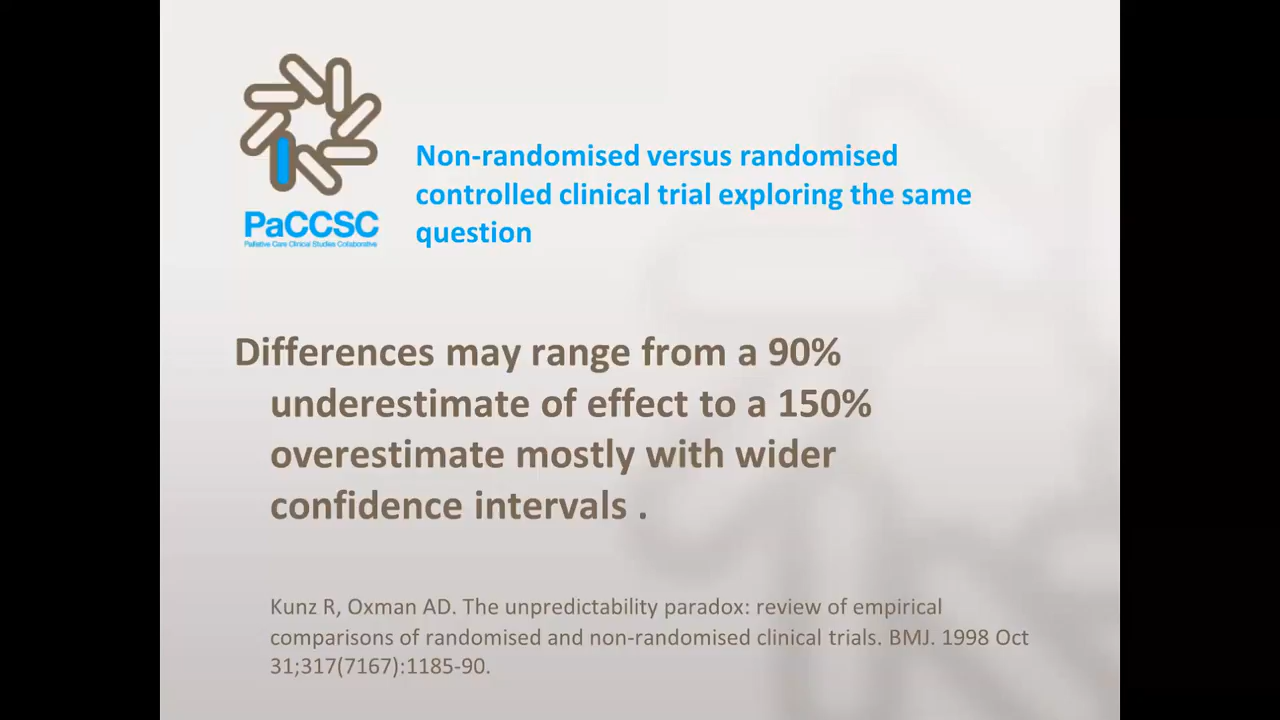 PaCCSC
Palliative Care Clinical Studies Collaborative
Non-randomised versus randomised
controlled clinical trial exploring the same
question
Differences may range from a 90%
underestimate of effect to a 150%
overestimate mostly with wider
confidence intervals .
Kunz R, Oxman AD. The unpredictability paradox: review of empirical
comparisons of randomised and non-randomised clinical trials. BMJ. 1998 Oct
31;317(7167):1185-90.